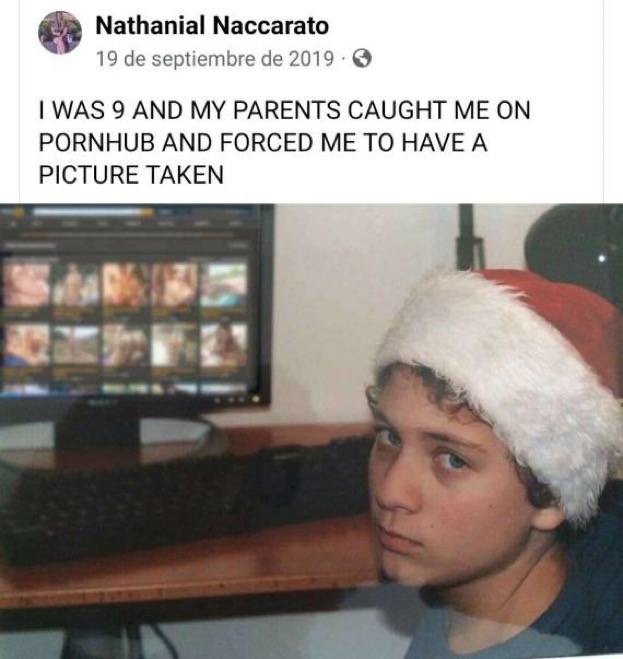 Nathanial Naccarato
19 de septiembre de 2019 ·
I WAS 9 AND MY PARENTS CAUGHT ME ON
PORNHUB AND FORCED ME TO HAVE A
PICTURE TAKEN